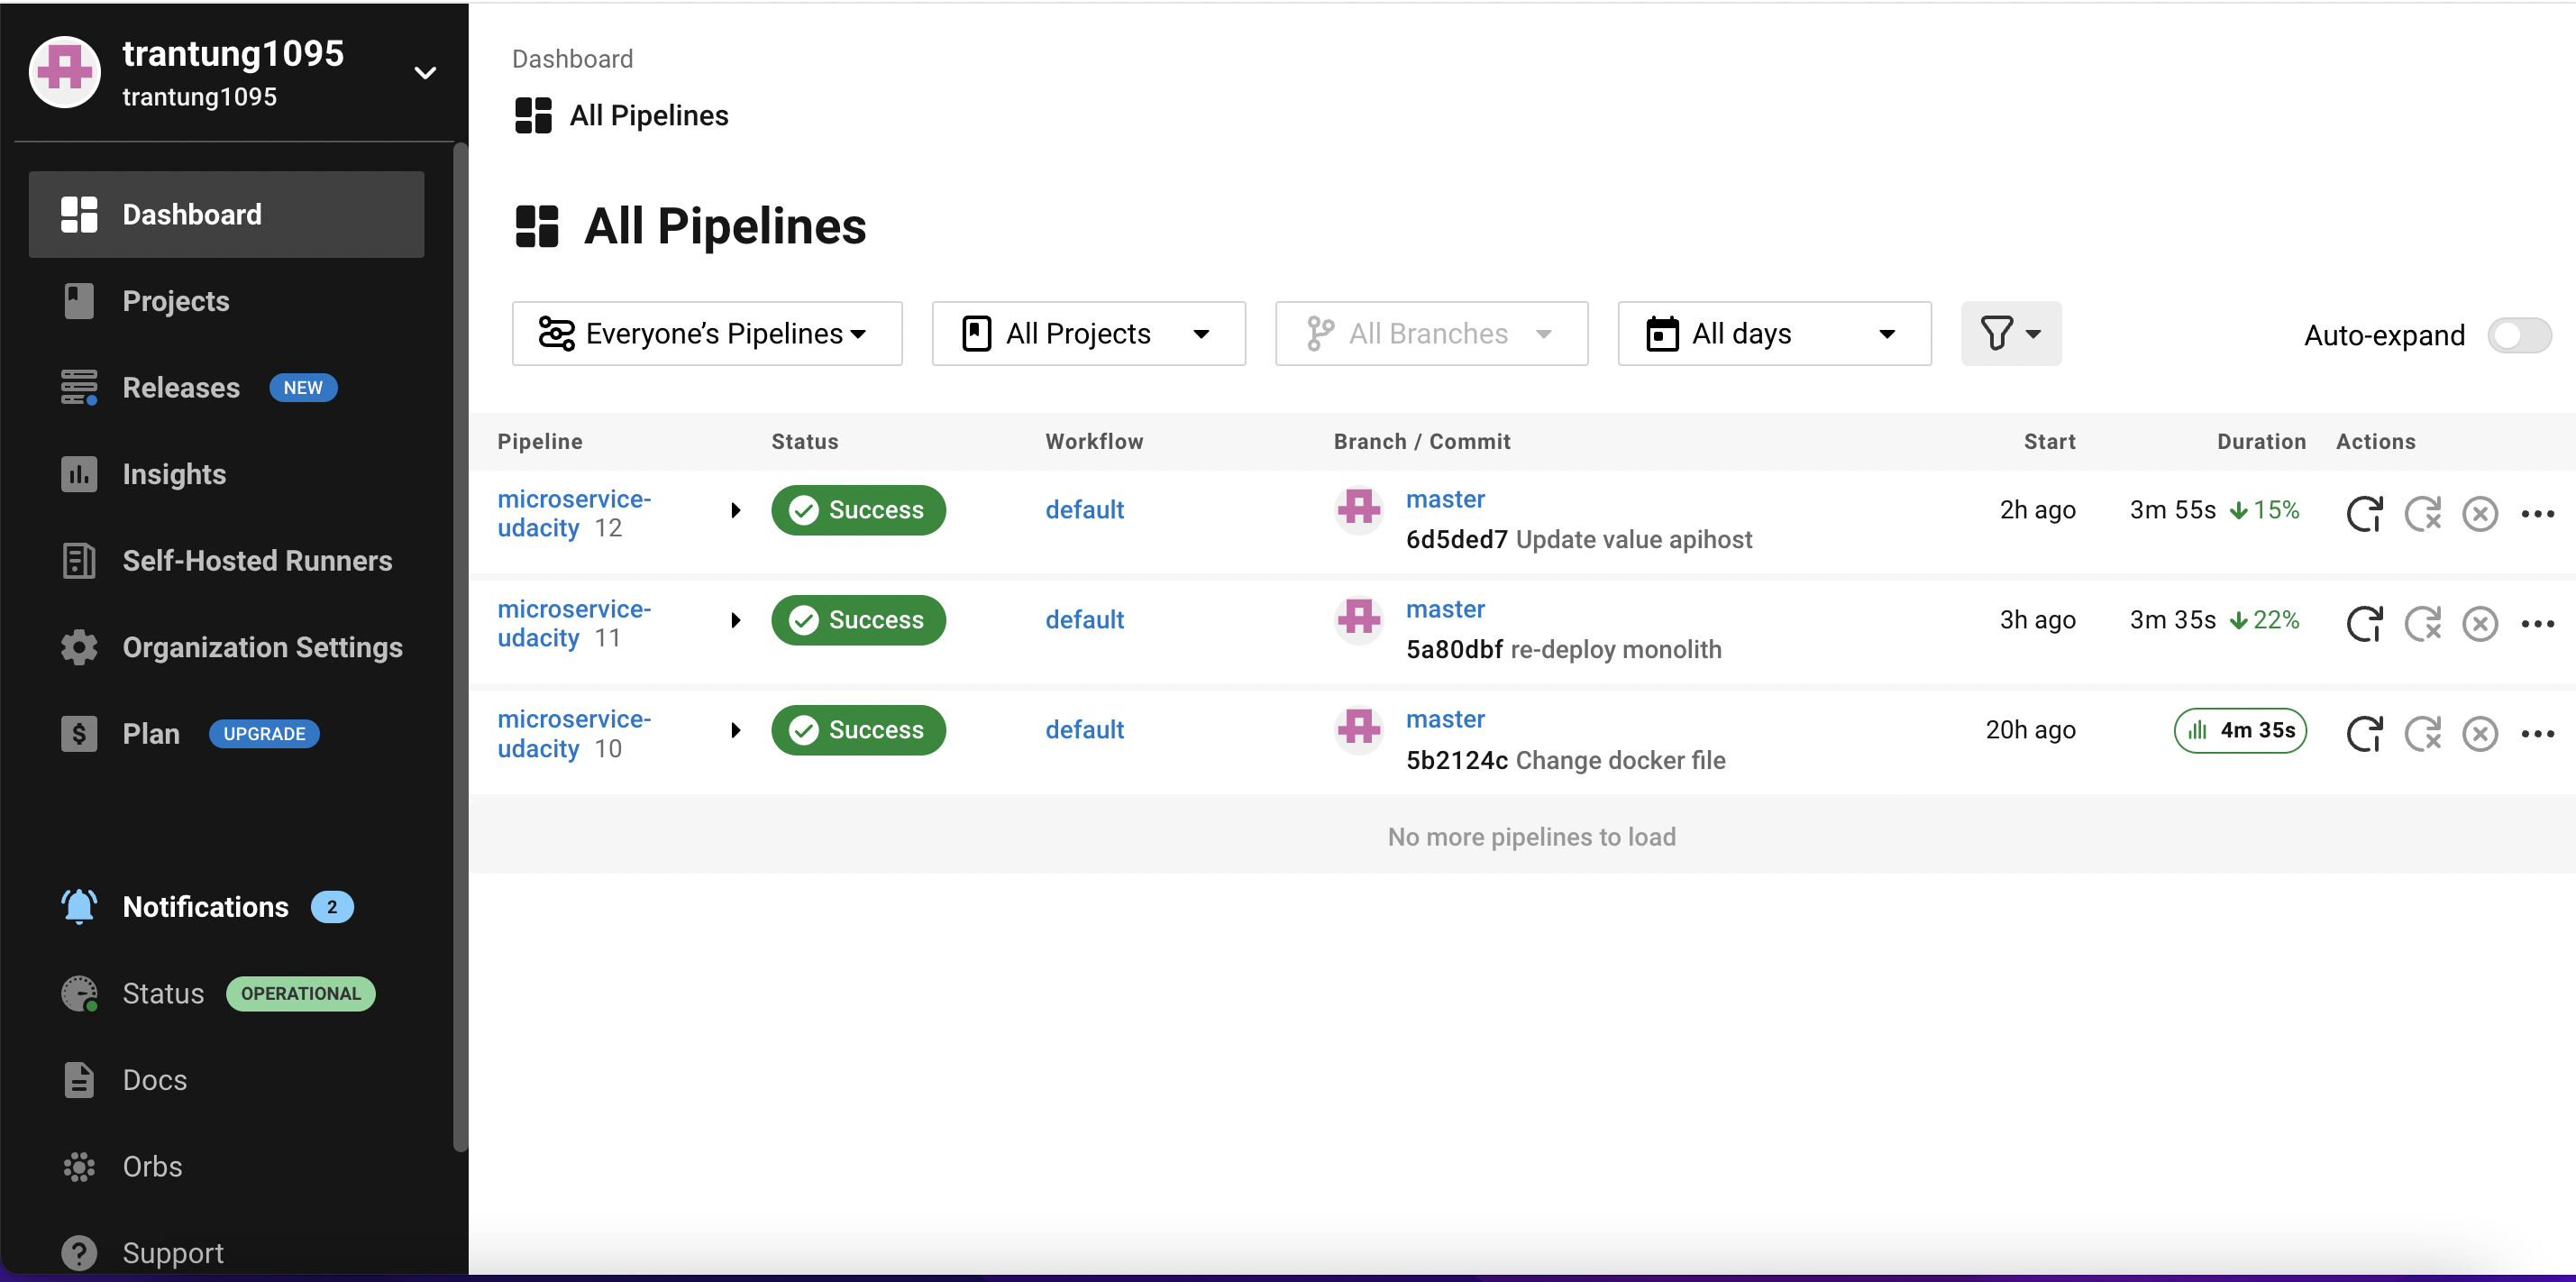 trantung1095
trantung1095
Dashboard
Projects
Releases NEW
Insights
Self-Hosted Runners
Organization Settings
Plan UPGRADE
Notifications 2
Status OPERATIONAL
Docs
Orbs
Support
Dashboard
All Pipelines
All Pipelines
Everyone’s Pipelines All Projects All Branches All days Auto-expand
Pipeline Status Workflow Branch / Commit Start Duration Actions
microservice-
udacity 12
Success default
master
6d5ded7 Update value apihost
2h ago 3m 55s 15%
microservice-
udacity 11
Success default
master
5a80dbf re-deploy monolith
3h ago 3m 35s 22%
microservice-
udacity 10
Success default
master
5b2124c Change docker file
20h ago 4m 35s
No more pipelines to load